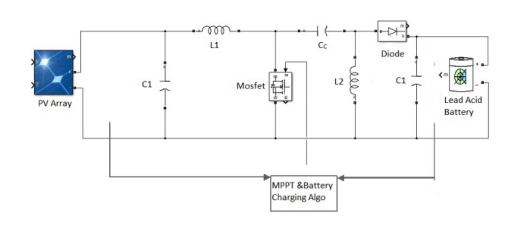 L1
Cc
Diode
C1
Mosfet
L2
C1
PV Array
Lead Acid
Battery
MPPT &Battery
Charging Algo